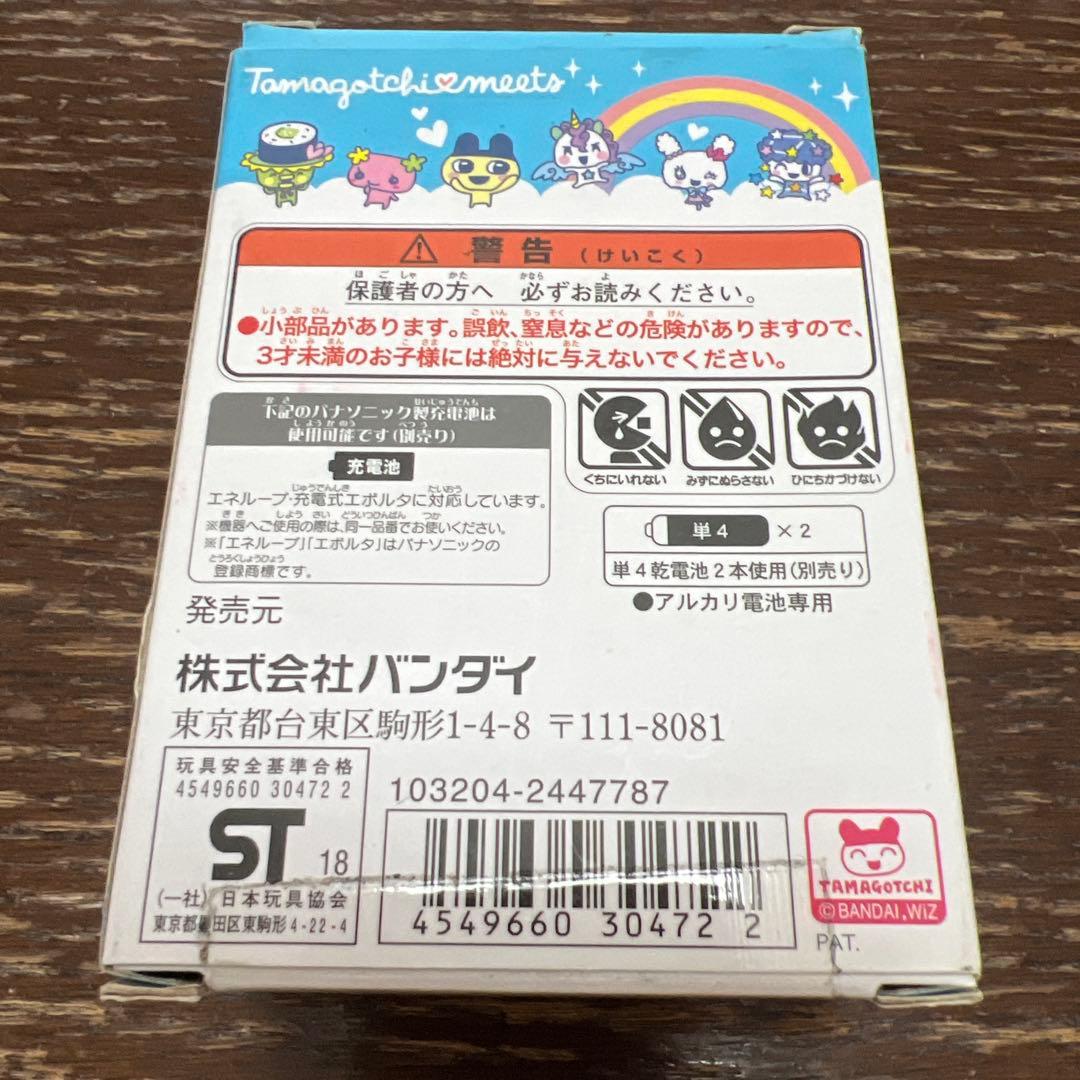 Tamagotchi meets
警告(けいこく)
保護者の方へ 必ずお読みください。
●小部品があります。誤飲、窒息などの危険がありますので、
3才未満のお子様には絶対に与えないでください。
下記のパナソニック製充電池は
使用可能です(別売り)
充電池
エネループ・充電式エボルタに対応しています。
※機器へご使用の際は、同一品番でお使いください。
※「エネループ」「エボルタ」はパナソニックの
登録商標です。
くちにいれない みずにぬらさない ひにちかづけない
単4 ×2
単4乾電池2本使用(別売り)
●アルカリ電池専用
発売元
株式会社バンダイ
東京都台東区駒形1-4-8 〒111-8081
玩具安全基準合格
4549660 30472 2
ST 18
(一社)日本玩具協会
東京都墨田区東駒形4-22-4
103204-2447787
4549660 304722
TAMAGOTCHI
©BANDAI,WiZ
PAT.